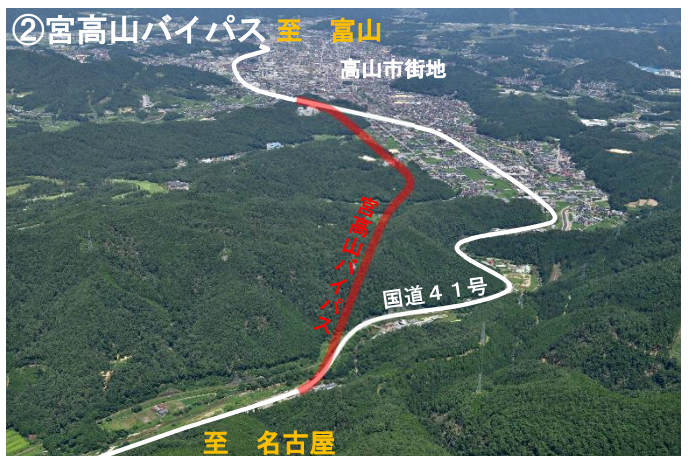 ②宮高山バイパス 至　富山
高山市街地
宮高山バイパス
国道４１号
至　名古屋